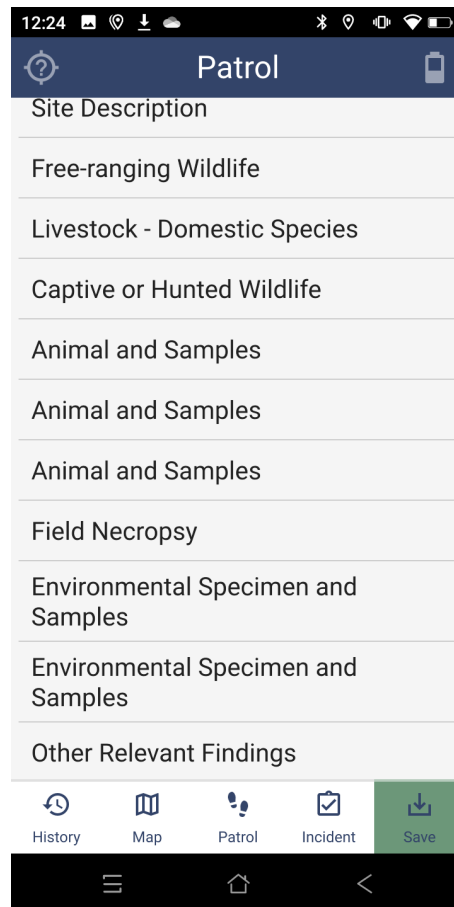 12:24
Patrol
Site Description
Free-ranging Wildlife
Livestock - Domestic Species
Captive or Hunted Wildlife
Animal and Samples
Animal and Samples
Animal and Samples
Field Necropsy
Environmental Specimen and
Samples
Environmental Specimen and
Samples
Other Relevant Findings
History Map Patrol Incident Save